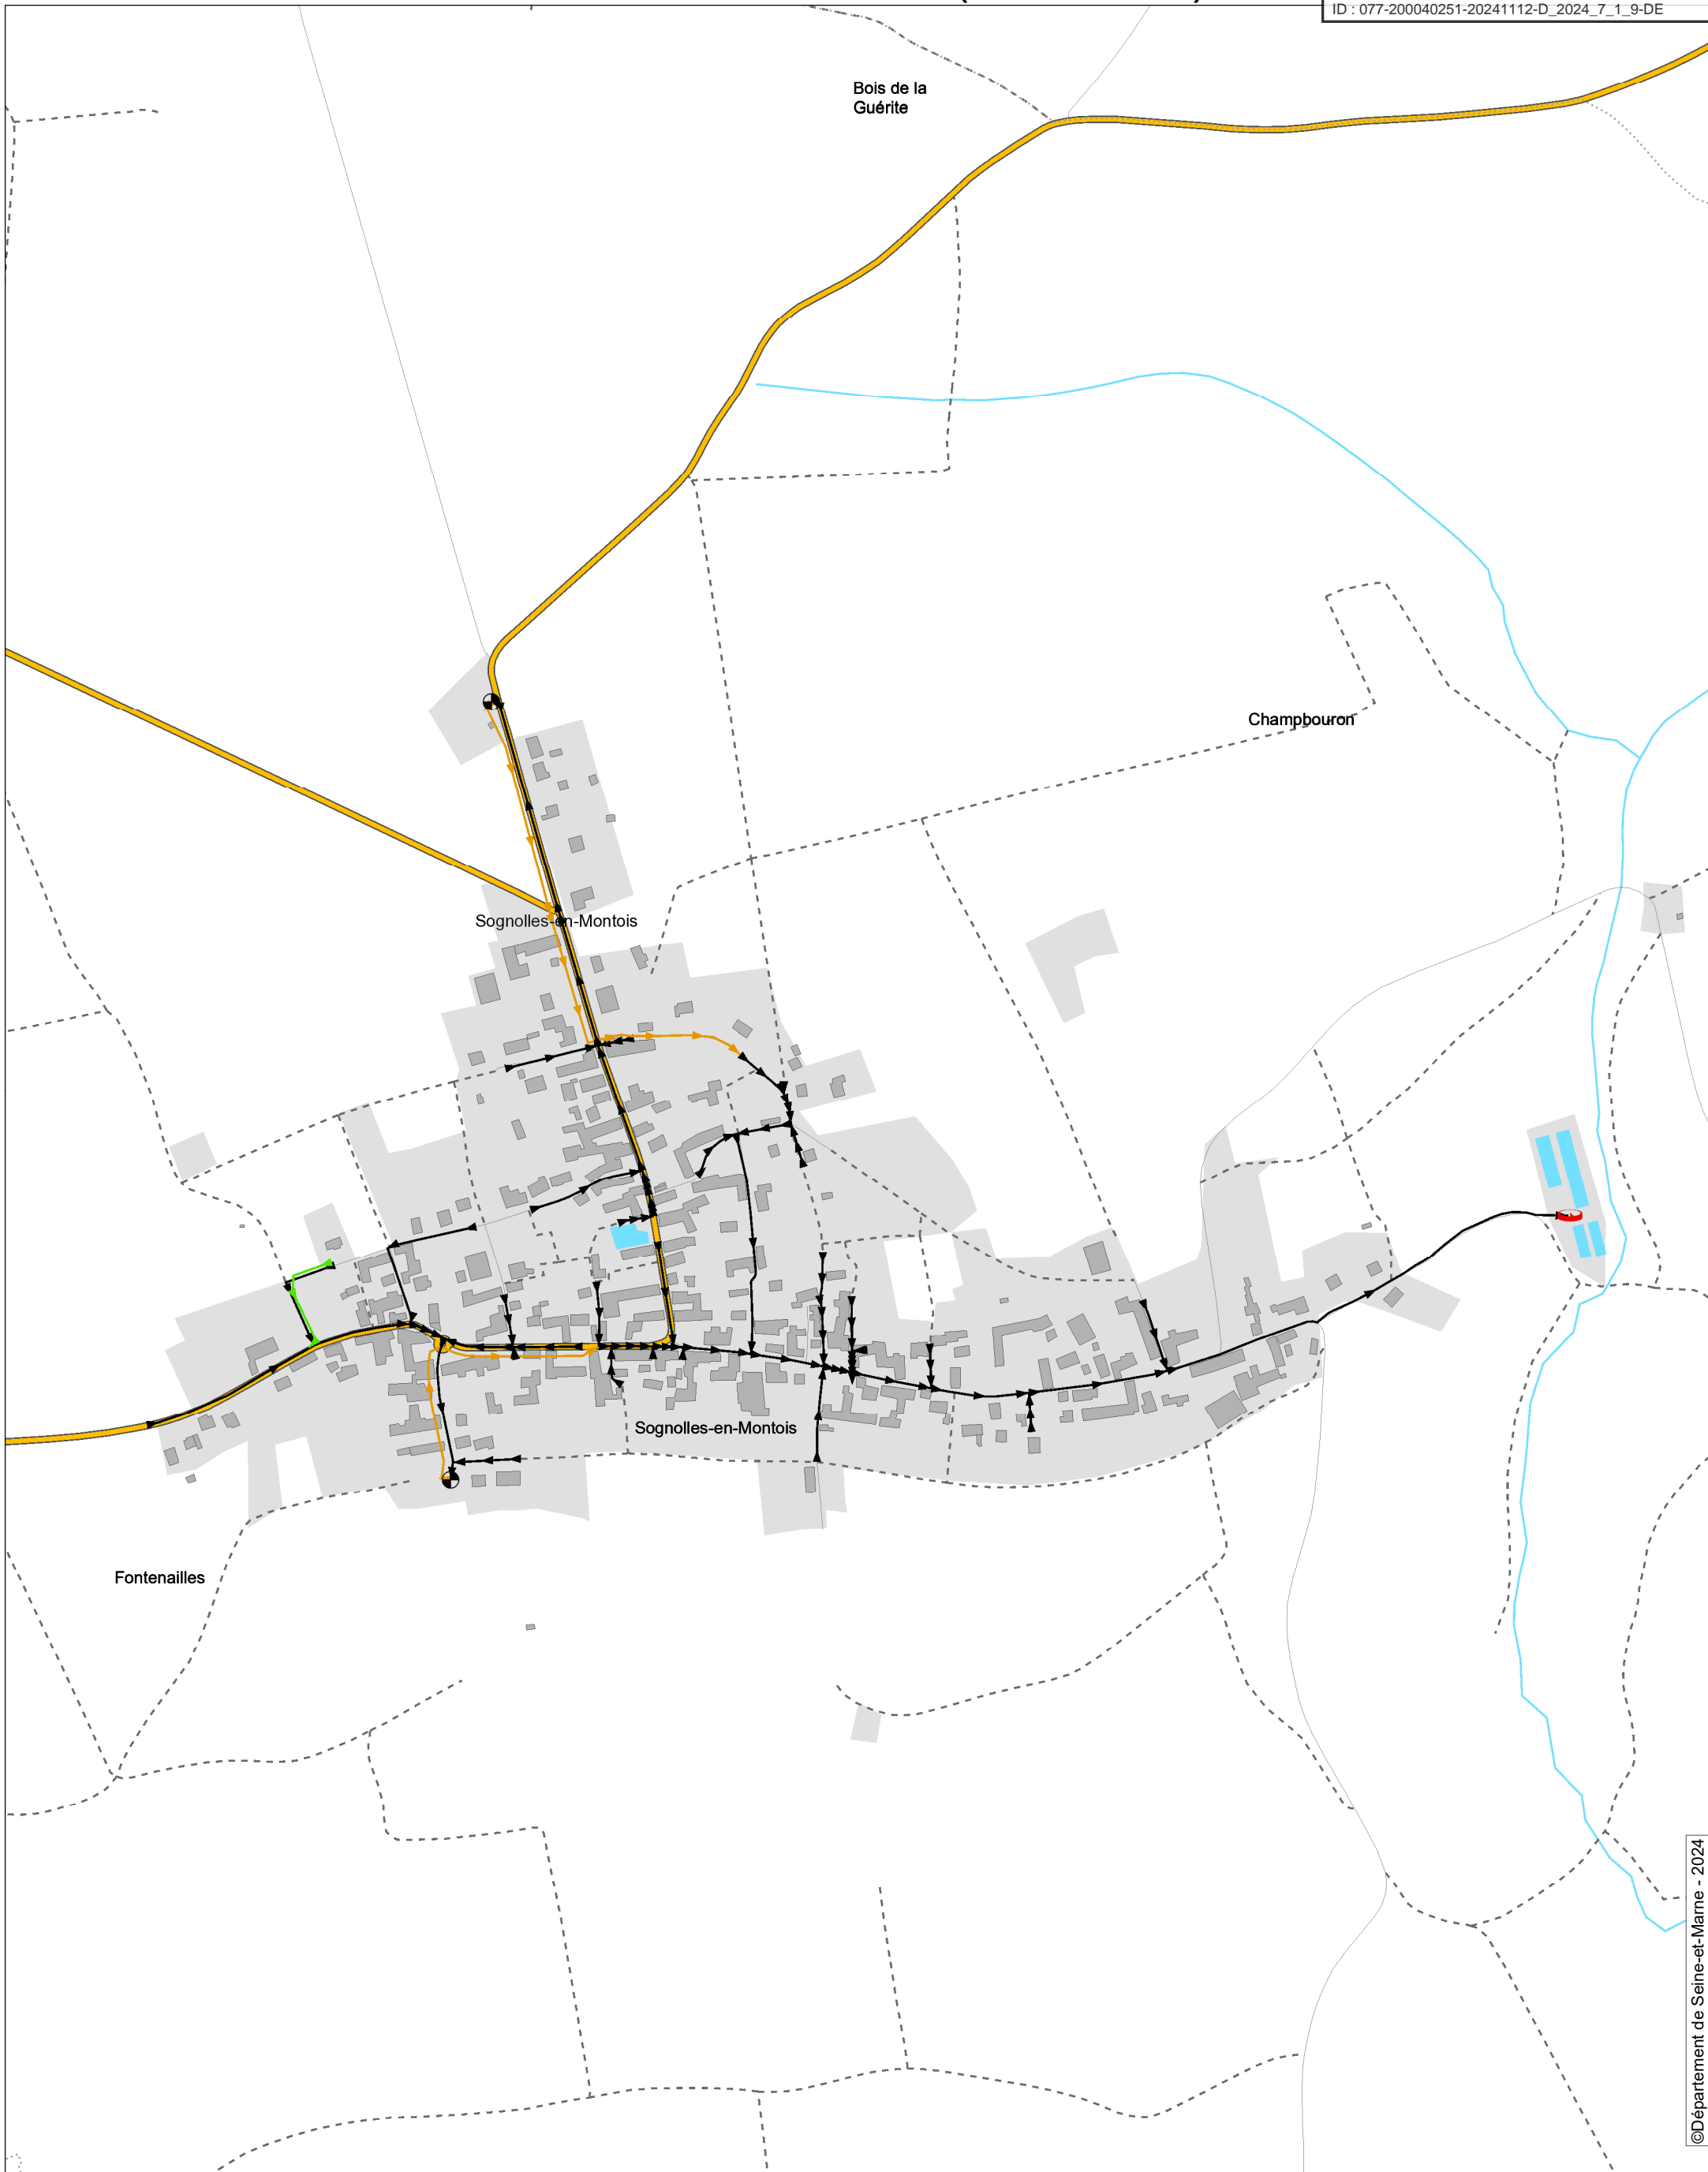 ID : 077-200040251-20241112-D_2024_7_1_9-DE
Bois de la
Guérite
Champbouron
Sognolles-en-Montois
Sognolles-en-Montois
Fontenailles
©Département de Seine-et-Marne - 2024